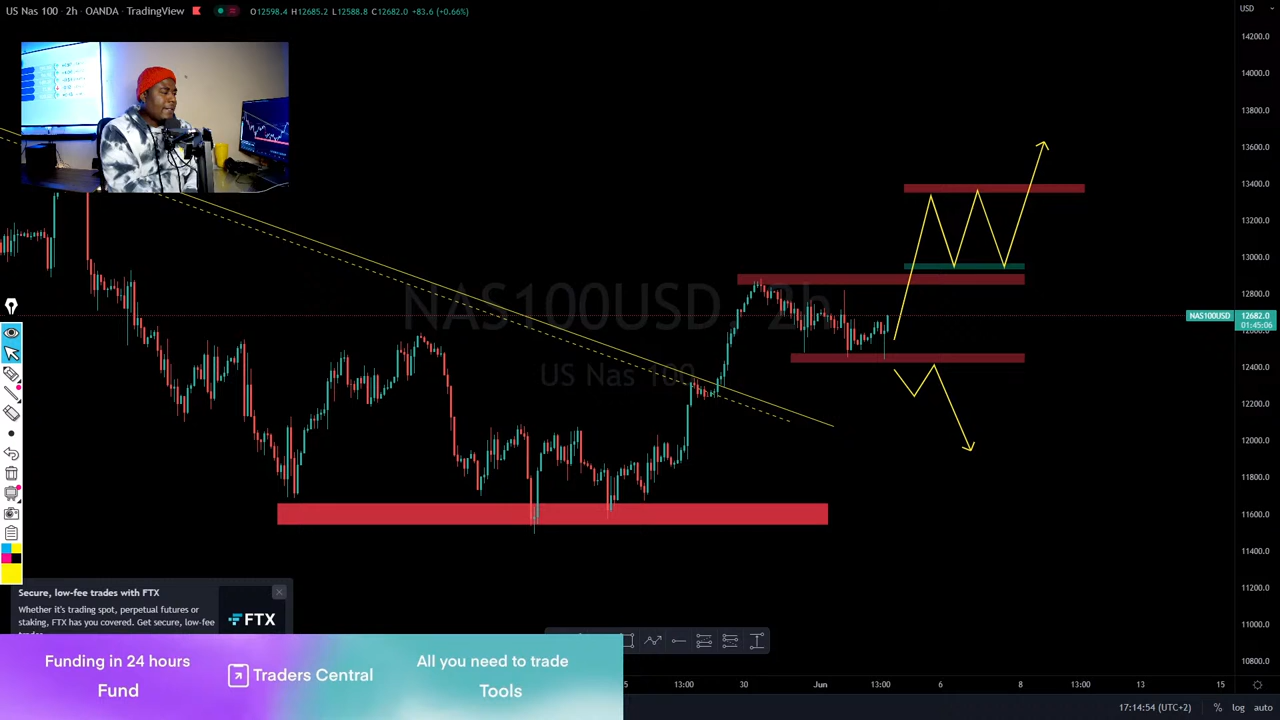 US Nas 100 · 2h · OANDA · TradingView
O12598.4 H12685.2 L12588.8 C12682.0 +83.6 (+0.66%)
USD
14200.0
14000.0
13800.0
13600.0
13400.0
13200.0
13000.0
12800.0
NAS100USD, 2h
NAS100USD 12682.0
01:45:06
12400.0
US Nas 100
12200.0
12000.0
11800.0
11600.0
11400.0
11200.0
11000.0
10800.0
Secure, low-fee trades with FTX
Whether it's trading spot, perpetual futures or
staking, FTX has you covered. Get secure, low-fee
FTX
Funding in 24 hours
Fund
Traders Central
All you need to trade
Tools
5 13:00 30 Jun 13:00 6 8 13:00 13 15
17:14:54 (UTC+2) % log auto